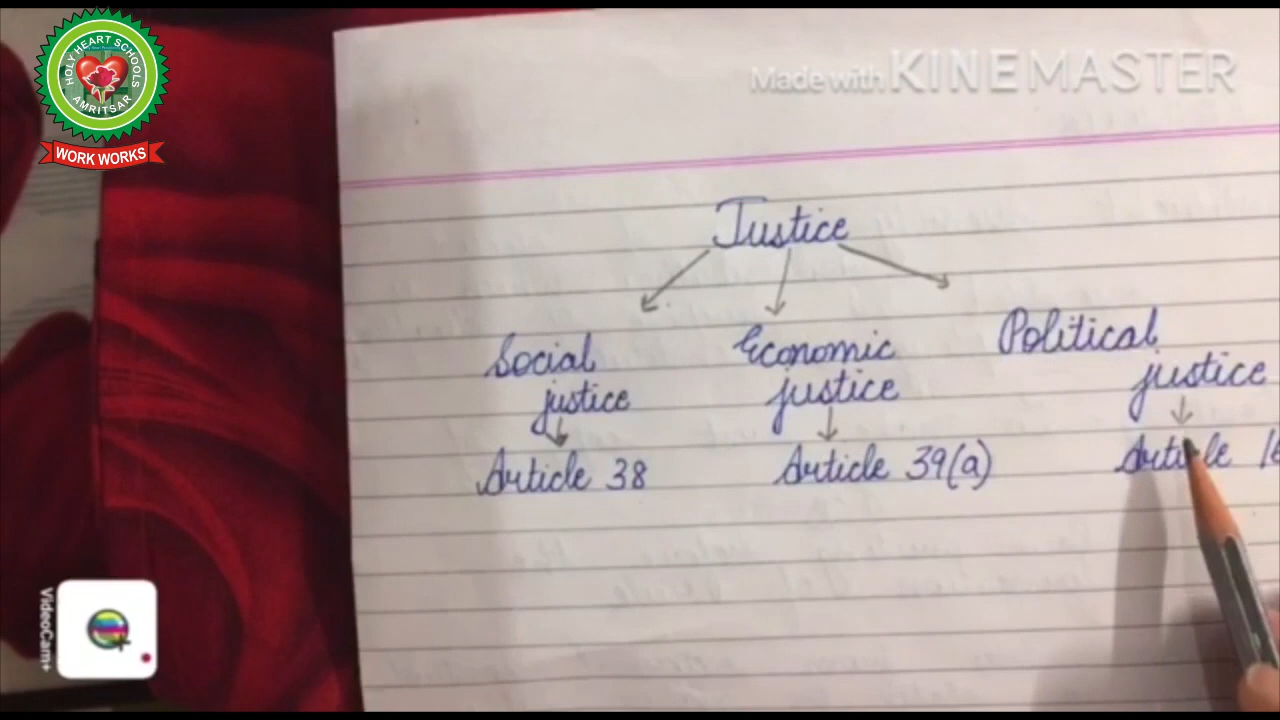 HOLY HEART SCHOOLS
AMRITSAR
WORK WORKS
Made with KINEMASTER
Justice
Social Economic Political
justice justice justice
Article 38 Article 39(a) Article
VideoCam+